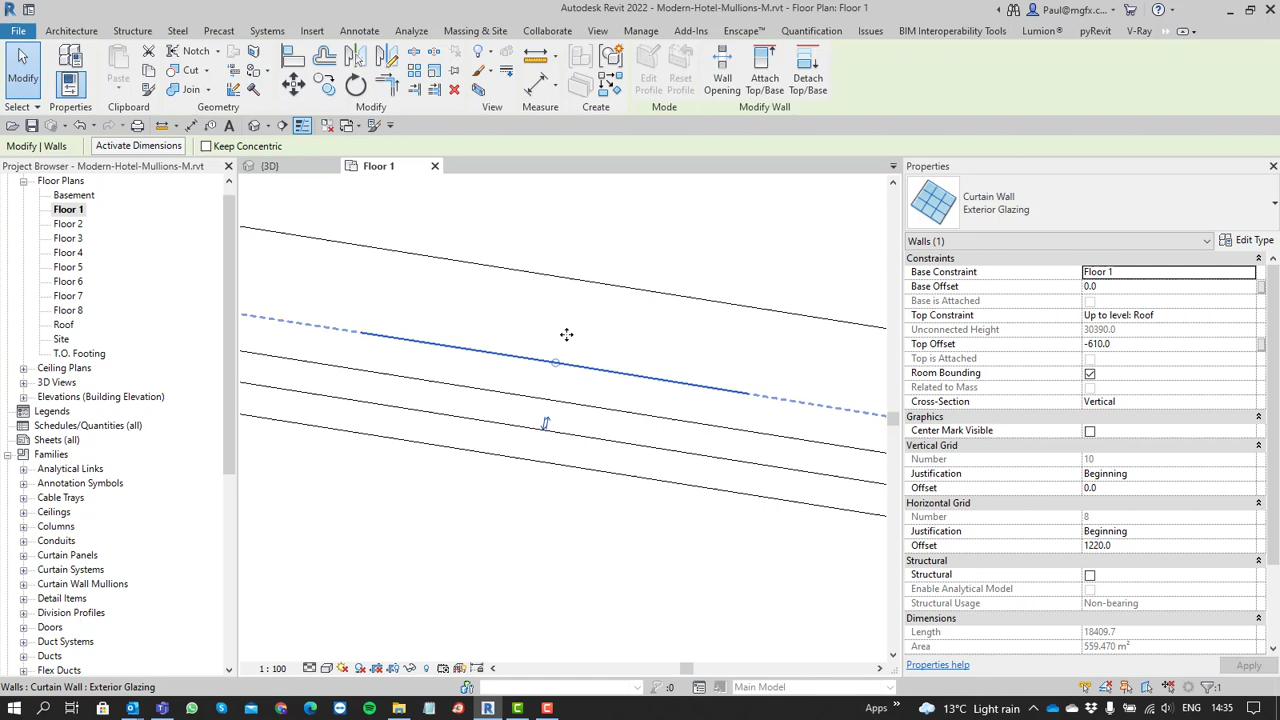 Autodesk Revit 2022 - Modern-Hotel-Mullions-M.rvt - Floor Plan: Floor 1
Paul@mgfx.c...
File
Architecture
Structure
Steel
Precast
Systems
Insert
Annotate
Analyze
Massing & Site
Collaborate
View
Manage
Add-Ins
Enscape™
Quantification
Issues
BIM Interoperability Tools
Lumion®
pyRevit
V-Ray
Modify
Properties
Paste
Notch
Cut
Join
Edit Profile
Reset Profile
Wall Opening
Attach Top/Base
Detach Top/Base
Select
Properties
Clipboard
Geometry
Modify
View
Measure
Create
Mode
Modify Wall
Modify | Walls
Activate Dimensions
Keep Concentric
Project Browser - Modern-Hotel-Mullions-M.rvt
{3D}
Floor 1
Floor Plans
Basement
Floor 1
Floor 2
Floor 3
Floor 4
Floor 5
Floor 6
Floor 7
Floor 8
Roof
Site
T.O. Footing
Ceiling Plans
3D Views
Elevations (Building Elevation)
Legends
Schedules/Quantities (all)
Sheets (all)
Families
Analytical Links
Annotation Symbols
Cable Trays
Ceilings
Columns
Conduits
Curtain Panels
Curtain Systems
Curtain Wall Mullions
Detail Items
Division Profiles
Doors
Duct Systems
Ducts
Flex Ducts
Properties
Curtain Wall
Exterior Glazing
Walls (1)
Edit Type
Constraints
Base Constraint Floor 1
Base Offset 0.0
Base is Attached
Top Constraint Up to level: Roof
Unconnected Height 30390.0
Top Offset -610.0
Top is Attached
Room Bounding
Related to Mass
Cross-Section Vertical
Graphics
Center Mark Visible
Vertical Grid
Number 10
Justification Beginning
Offset 0.0
Horizontal Grid
Number 8
Justification Beginning
Offset 1220.0
Structural
Structural
Enable Analytical Model
Structural Usage Non-bearing
Dimensions
Length 18409.7
Area 559.470 m²
Properties help
Apply
1 : 100
Walls : Curtain Wall : Exterior Glazing
:0
Main Model
:1
Apps
13°C Light rain
ENG
14:35